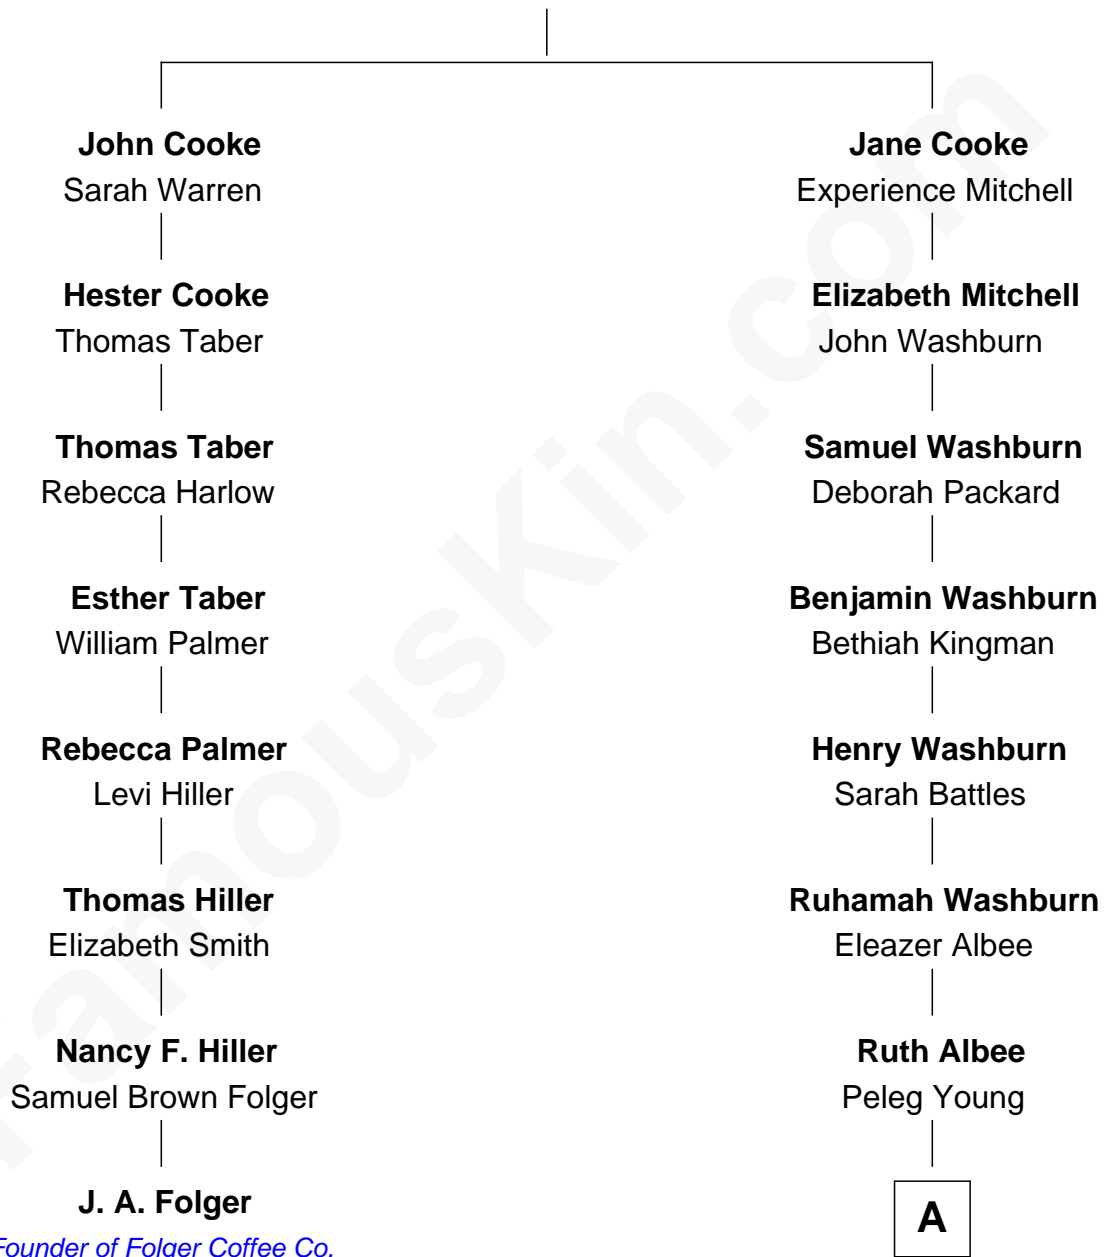 John Cooke
Sarah Warren
Jane Cooke
Experience Mitchell
Hester Cooke
Thomas Taber
Elizabeth Mitchell
John Washburn
Thomas Taber
Rebecca Harlow
Samuel Washburn
Deborah Packard
Esther Taber
William Palmer
Benjamin Washburn
Bethiah Kingman
Rebecca Palmer
Levi Hiller
Henry Washburn
Sarah Battles
Thomas Hiller
Elizabeth Smith
Ruhamah Washburn
Eleazer Albee
Nancy F. Hiller
Samuel Brown Folger
Ruth Albee
Peleg Young
J. A. Folger
Founder of Folger Coffee Co.
A
FamousKin.com